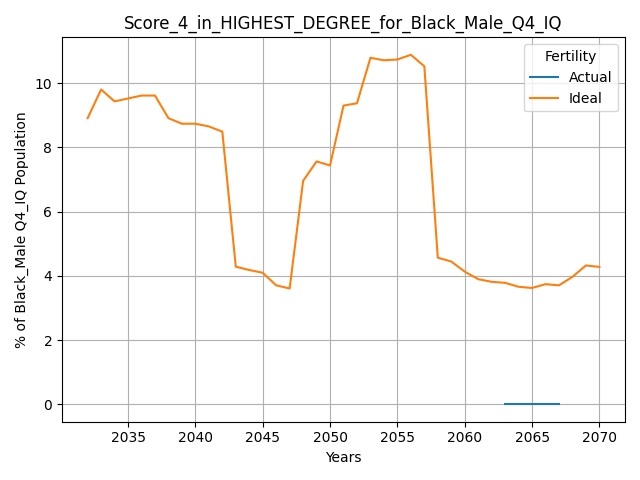 Score_4_in_HIGHEST_DEGREE_for_Black_Male_Q4_IQ
Fertility
Actual
Ideal
% of Black_Male Q4_IQ Population
10
8
6
4
2
0
2035 2040 2045 2050 2055 2060 2065 2070
Years